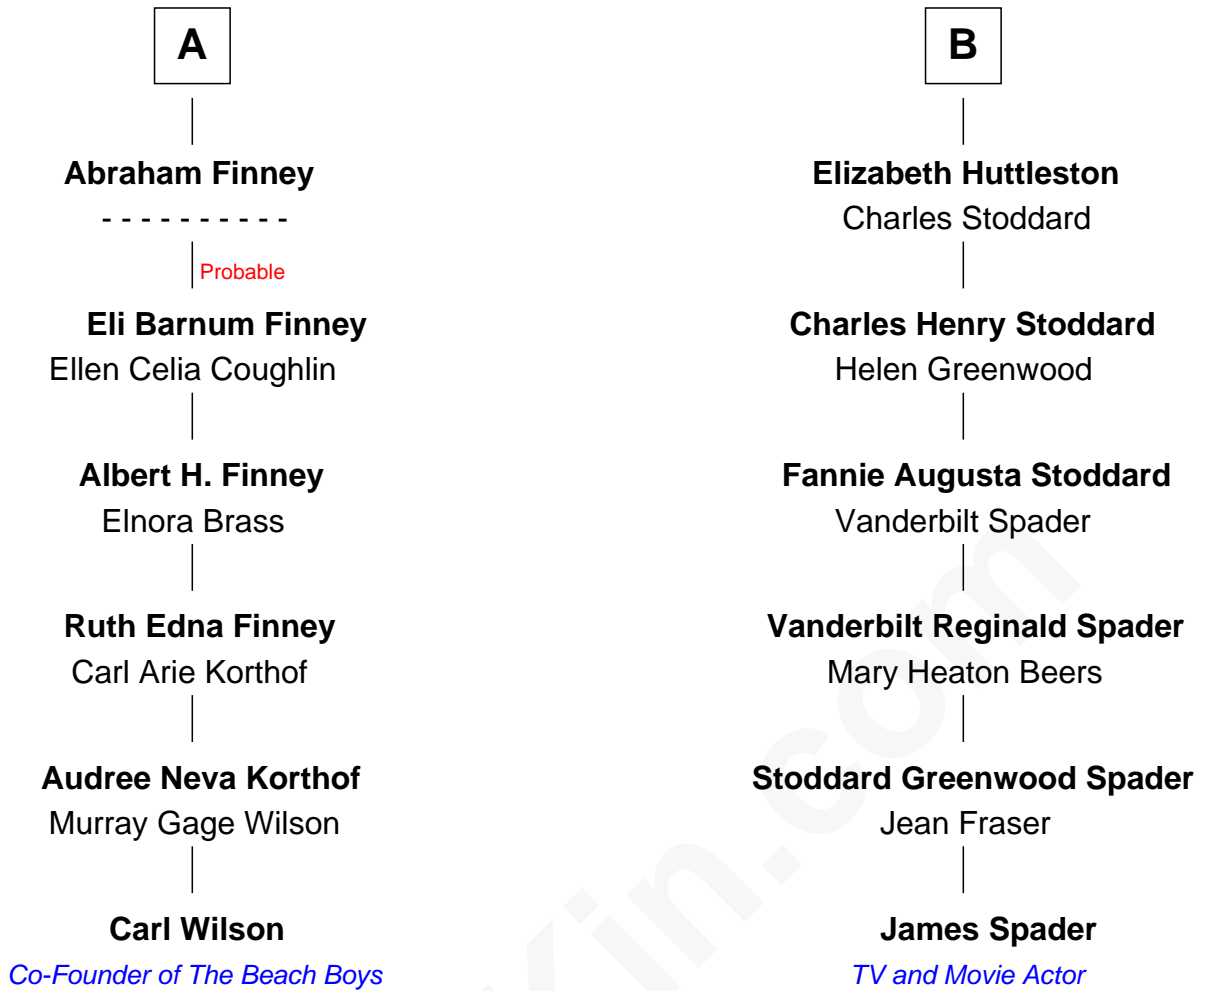 A
B
Abraham Finney
Elizabeth Huttleston
- - - - - - - - - -
Charles Stoddard
Probable
Eli Barnum Finney
Charles Henry Stoddard
Ellen Celia Coughlin
Helen Greenwood
Albert H. Finney
Fannie Augusta Stoddard
Elnora Brass
Vanderbilt Spader
Ruth Edna Finney
Vanderbilt Reginald Spader
Carl Arie Korthof
Mary Heaton Beers
Audree Neva Korthof
Stoddard Greenwood Spader
Murray Gage Wilson
Jean Fraser
Carl Wilson
James Spader
Co-Founder of The Beach Boys
TV and Movie Actor
Kin.com